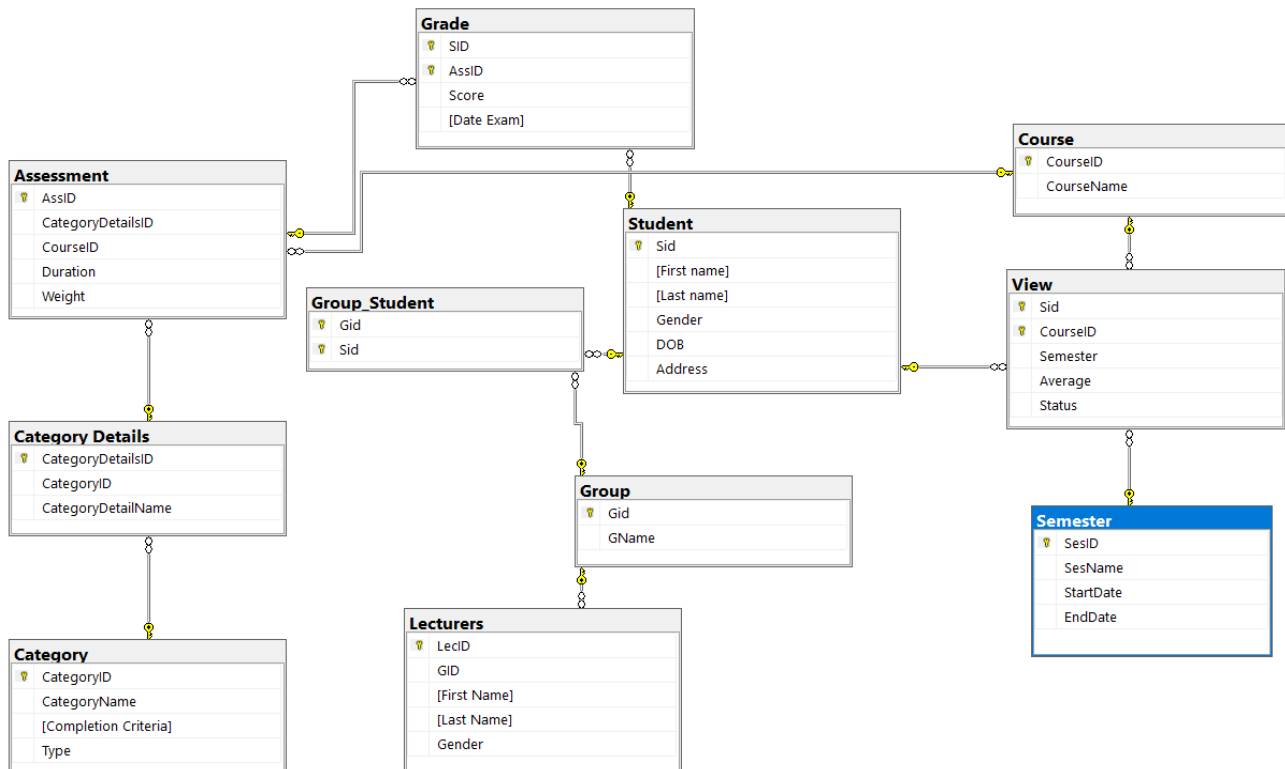 Grade
SID
AssID
Score
[Date Exam]
Course
CourseID
CourseName
Assessment
AssID
CategoryDetailsID
CourseID
Duration
Weight
Student
Sid
[First name]
[Last name]
Gender
DOB
Address
View
Sid
CourseID
Semester
Average
Status
Group_Student
Gid
Sid
Category Details
CategoryDetailsID
CategoryID
CategoryDetailName
Group
Gid
GName
Semester
SesID
SesName
StartDate
EndDate
Lecturers
LecID
GID
[First Name]
[Last Name]
Gender
Category
CategoryID
CategoryName
[Completion Criteria]
Type